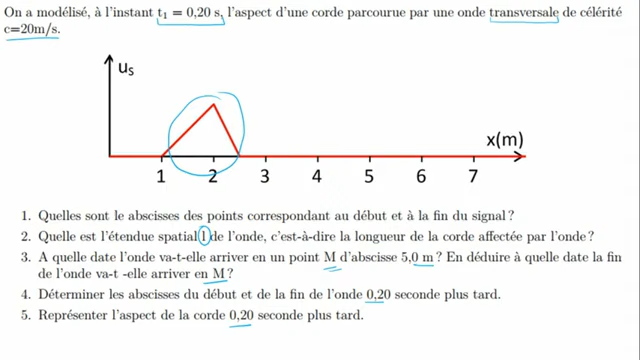 On a modélisé, à l'instant t₁ = 0,20 s, l'aspect d'une corde parcourue par une onde transversale de célérité
c=20m/s.
uS
x(m)
1 2 3 4 5 6 7
1. Quelles sont le abscisses des points correspondant au début et à la fin du signal ?
2. Quelle est l'étendue spatial l de l'onde, c'est-à-dire la longueur de la corde affectée par l'onde ?
3. A quelle date l'onde va-t-elle arriver en un point M d'abscisse 5,0 m ? En déduire à quelle date la fin
de l'onde va-t -elle arriver en M ?
4. Déterminer les abscisses du début et de la fin de l'onde 0,20 seconde plus tard.
5. Représenter l'aspect de la corde 0,20 seconde plus tard.